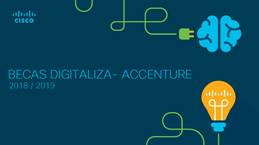 CISCO
BECAS DIGITALIZA- ACCENTURE
2018 / 2019